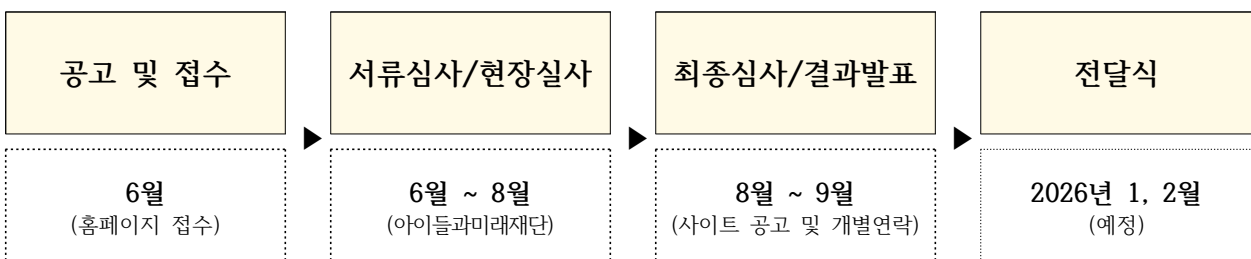 공고 및 접수
서류심사/현장실사
최종심사/결과발표
전달식
▶
▶
▶
6월
(홈페이지 접수)
6월 ~ 8월
(아이들과미래재단)
8월 ~ 9월
(사이트 공고 및 개별연락)
2026년 1, 2월
(예정)